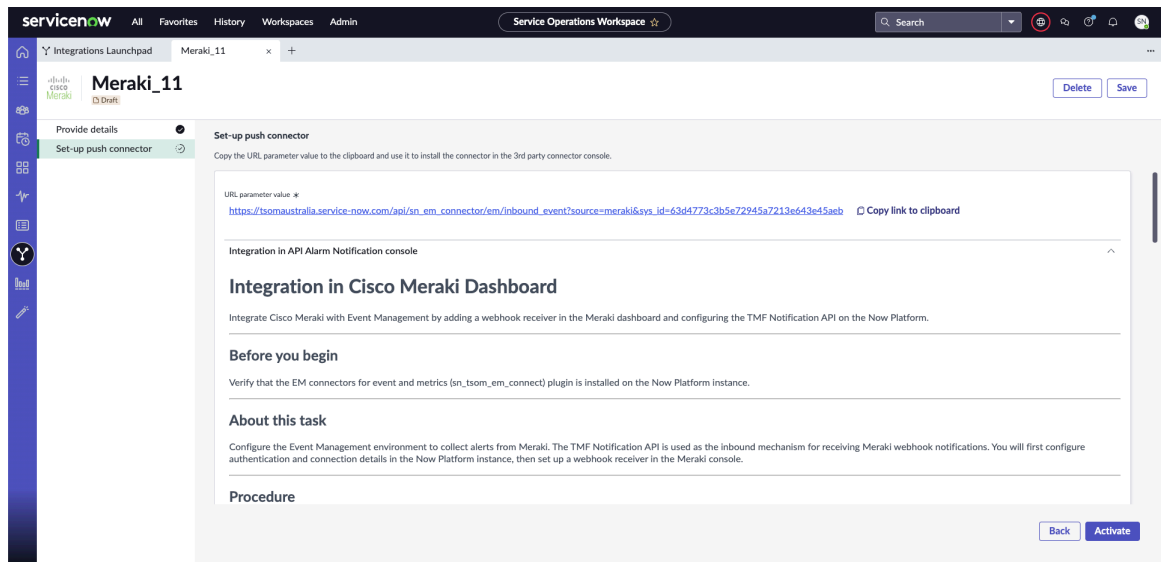 servicenow All Favorites History Workspaces Admin Service Operations Workspace Search SN
Integrations Launchpad Meraki_11
CISCO
Meraki
Meraki_11
Draft
Delete Save
Provide details
Set-up push connector
Set-up push connector
Copy the URL parameter value to the clipboard and use it to install the connector in the 3rd party connector console.
URL parameter value *
https://tsomaustralia.service-now.com/api/sn_em_connector/em/inbound_event?source=meraki&sys_id=63d4773c3b5e72945a7213e643e45aeb Copy link to clipboard
Integration in API Alarm Notification console
Integration in Cisco Meraki Dashboard
Integrate Cisco Meraki with Event Management by adding a webhook receiver in the Meraki dashboard and configuring the TMF Notification API on the Now Platform.
Before you begin
Verify that the EM connectors for event and metrics (sn_tsom_em_connect) plugin is installed on the Now Platform instance.
About this task
Configure the Event Management environment to collect alerts from Meraki. The TMF Notification API is used as the inbound mechanism for receiving Meraki webhook notifications. You will first configure
authentication and connection details in the Now Platform instance, then set up a webhook receiver in the Meraki console.
Procedure
Back Activate